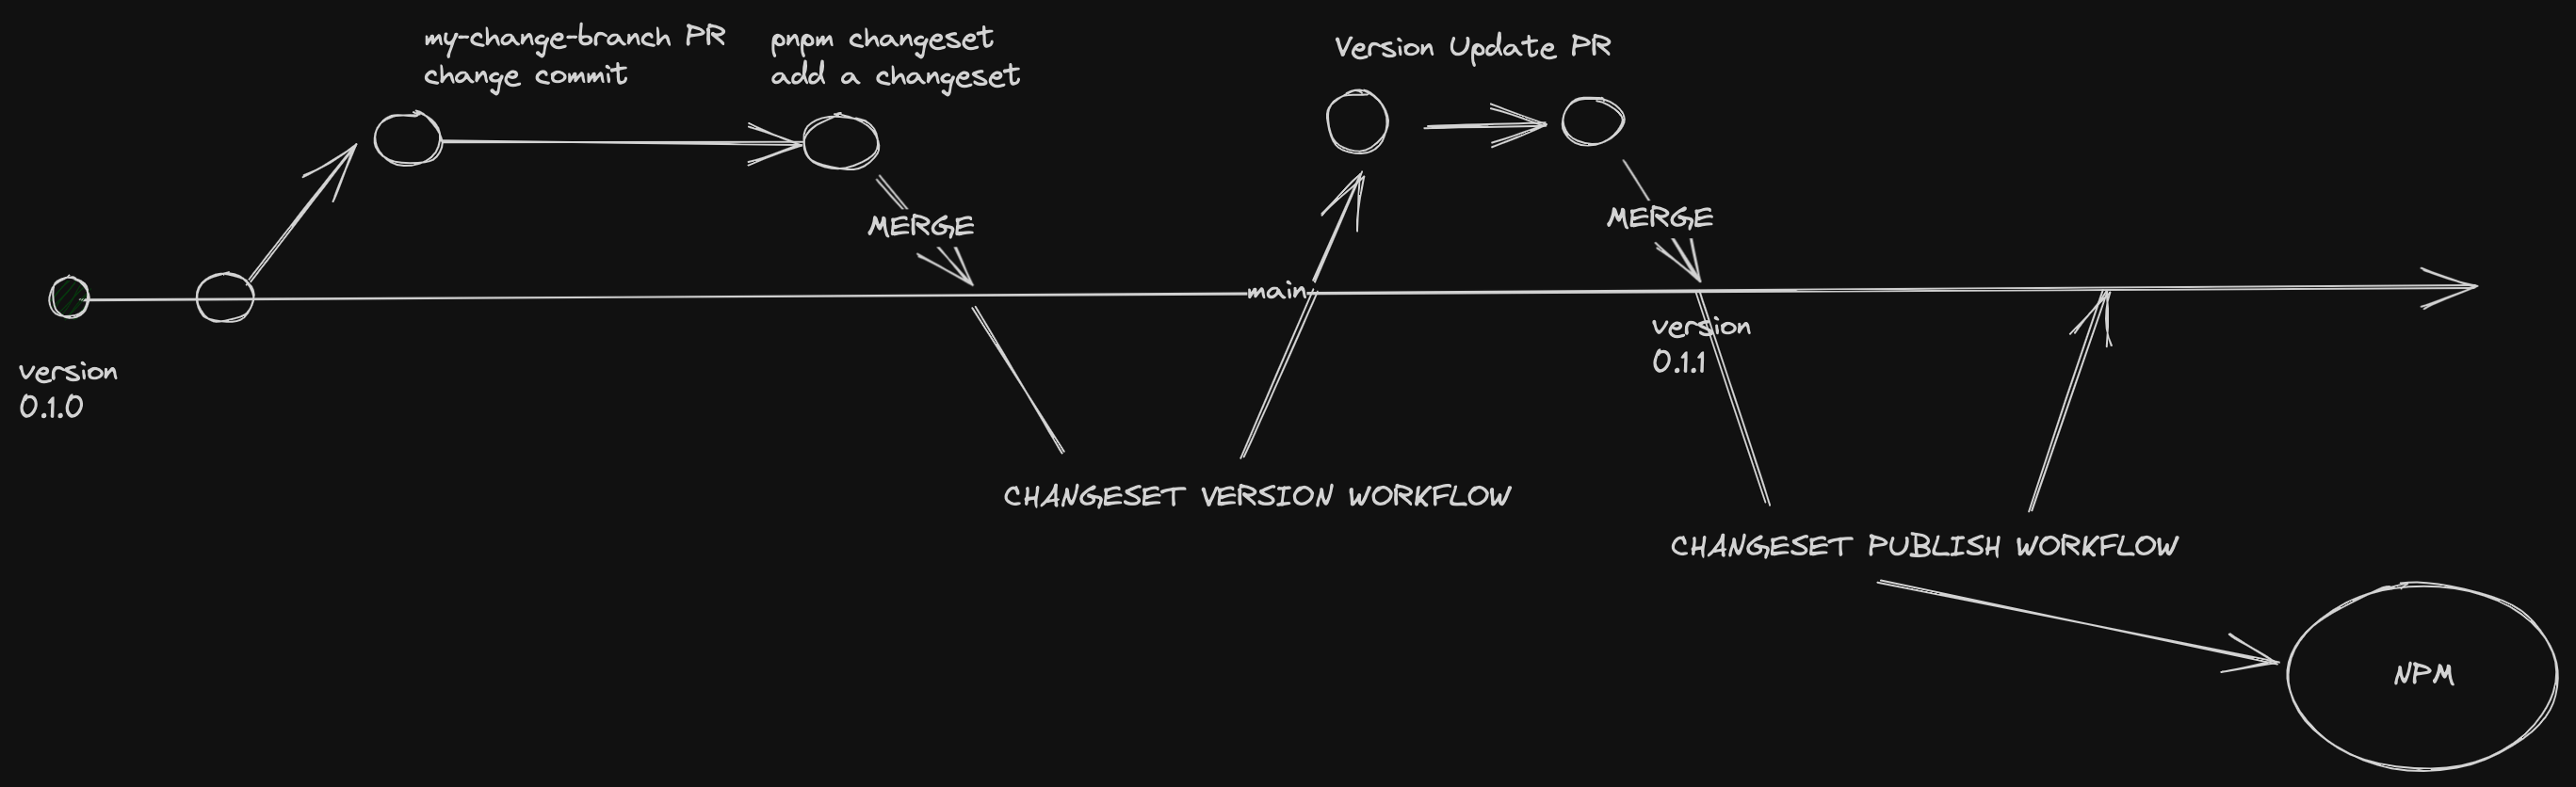 my-change-branch PR
change commit
pnpm changeset
add a changeset
Version Update PR
MERGE
MERGE
main
version
0.1.0
version
0.1.1
CHANGESET VERSION WORKFLOW
CHANGESET PUBLISH WORKFLOW
NPM